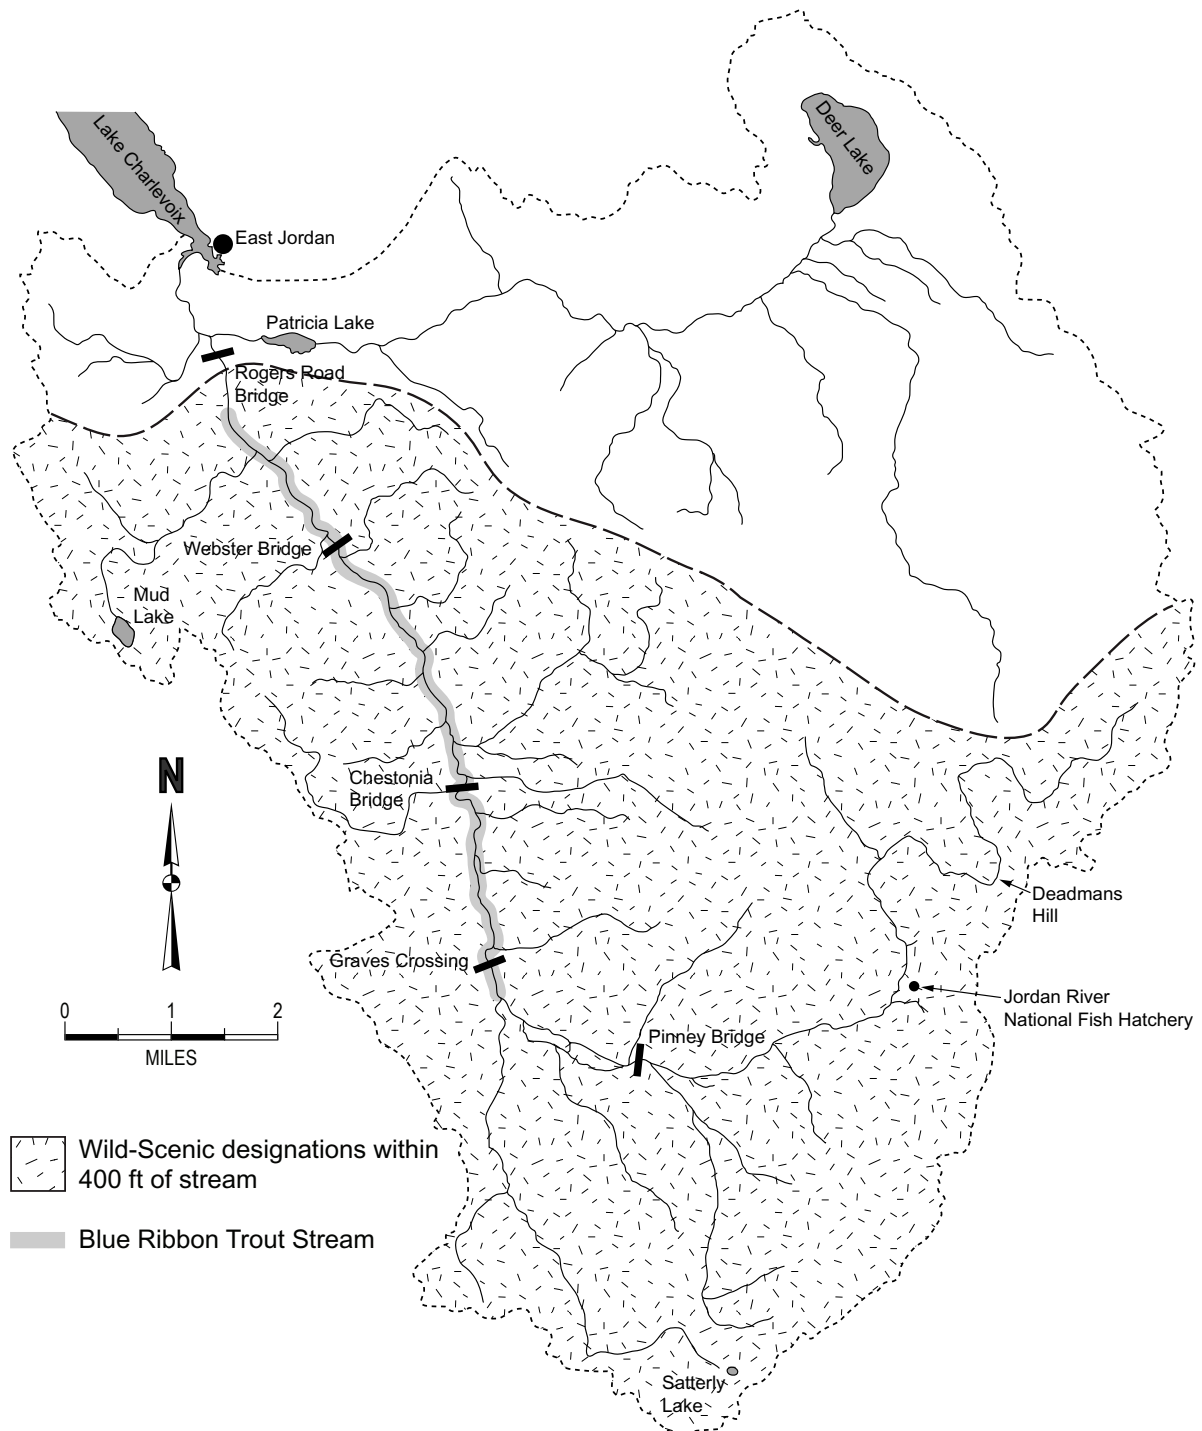 Deer Lake
Lake Charlevoix
East Jordan
Patricia Lake
Rogers Road
Bridge
Webster Bridge
Mud
Lake
N
Chestonia
Bridge
Deadmans
Hill
Graves Crossing
Jordan River
National Fish Hatchery
0 1 2
MILES
Pinney Bridge
Wild-Scenic designations within
400 ft of stream
Blue Ribbon Trout Stream
Satterly
Lake